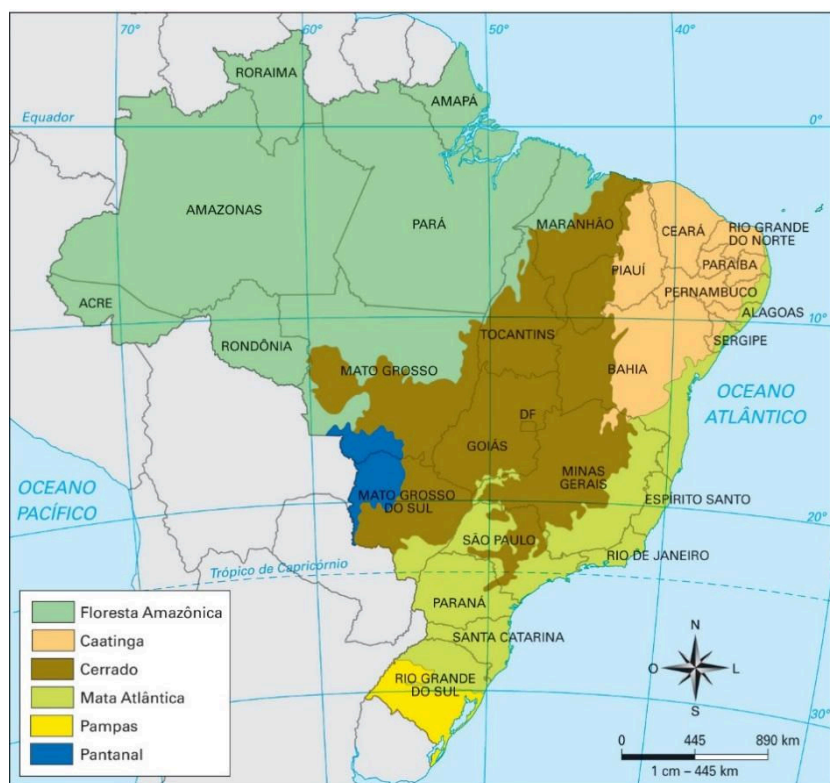 70°
60°
50°
40°
RORAIMA
AMAPÁ
Equador
0°
AMAZONAS
PARÁ
MARANHÃO
CEARÁ
RIO GRANDE
DO NORTE
PIAUÍ
PARAÍBA
PERNAMBUCO
ACRE
ALAGOAS
10°
RONDÔNIA
TOCANTINS
SERGIPE
MATO GROSSO
BAHIA
OCEANO
ATLÂNTICO
DF
GOIÁS
OCEANO
PACÍFICO
MINAS
GERAIS
MATO GROSSO
DO SUL
ESPÍRITO SANTO
20°
SÃO PAULO
RIO DE JANEIRO
Trópico de Capricórnio
PARANÁ
SANTA CATARINA
RIO GRANDE
DO SUL
Floresta Amazônica
Caatinga
Cerrado
Mata Atlântica
Pampas
Pantanal
N
O
L
S
30°
0 445 890 km
1 cm – 445 km